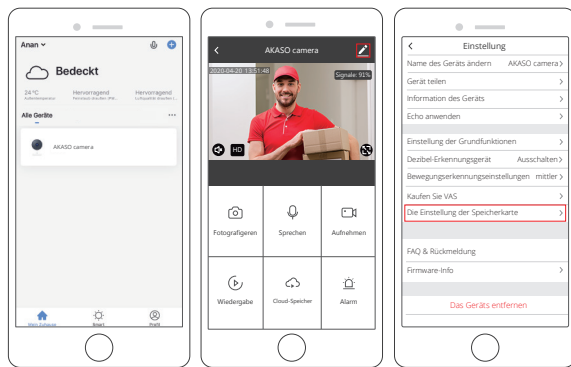 Anan
Bedeckt
24 °C
Hervorragend
Hervorragend
Alle Geräte
AKASO camera
Mein Zuhause
Smart
Profil
AKASO camera
2020-04-20 13:51:48
Signale: 91%
HD
Fotografigeren
Sprechen
Aufnehmen
Wiedergabe
Cloud-Speicher
Alarm
Einstellung
Name des Geräts ändern AKASO camera
Gerät teilen
Information des Geräts
Echo anwenden
Einstellung der Grundfunktionen
Dezibel-Erkennungsgerät Ausschalten
Bewegungserkennungseinstellungen mittler
Kaufen Sie VAS
Die Einstellung der Speicherkarte
FAQ & Rückmeldung
Firmware-Info
Das Geräts entfernen